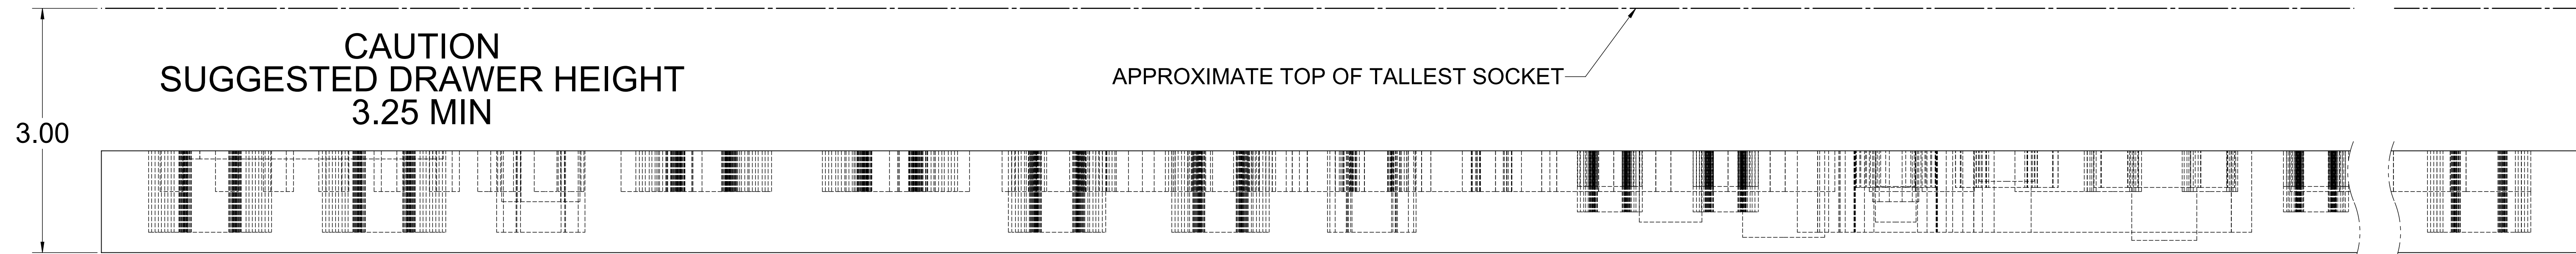 CAUTION
SUGGESTED DRAWER HEIGHT
3.25 MIN
APPROXIMATE TOP OF TALLEST SOCKET
3.00